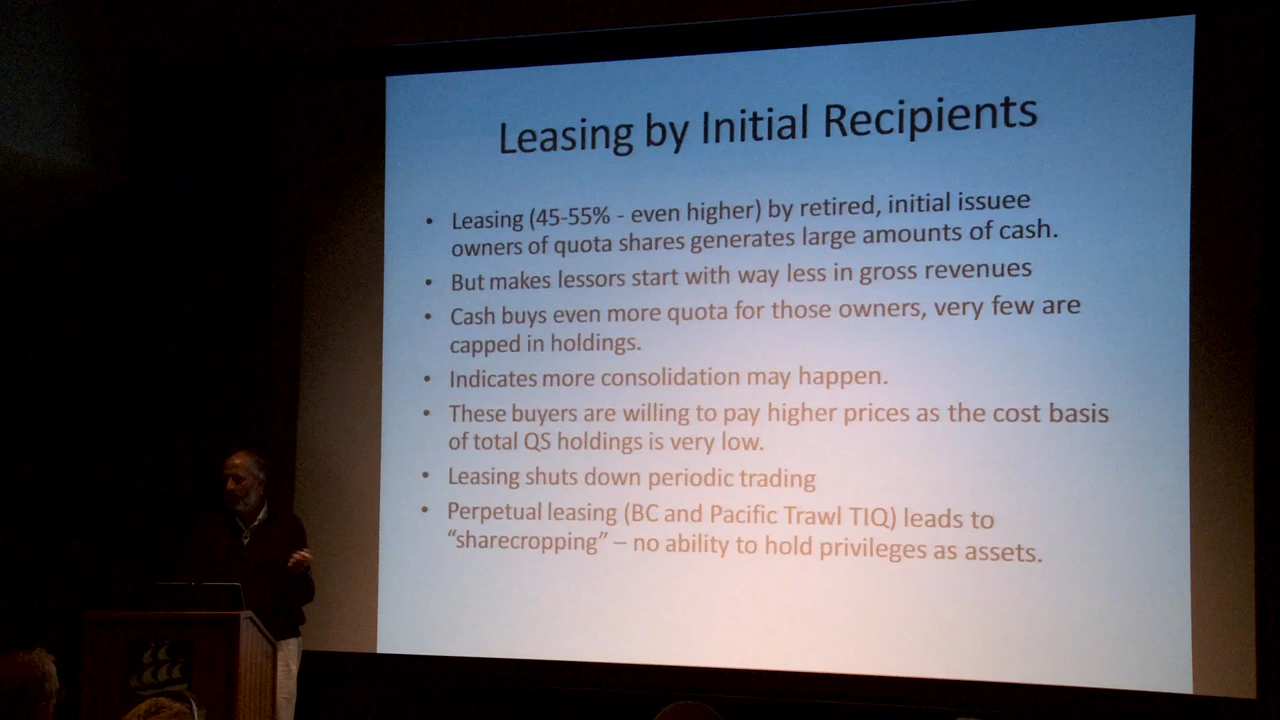 Leasing by Initial Recipients
• Leasing (45-55% - even higher) by retired, initial issuee
owners of quota shares generates large amounts of cash.
• But makes lessors start with way less in gross revenues
• Cash buys even more quota for those owners, very few are
capped in holdings.
• Indicates more consolidation may happen.
• These buyers are willing to pay higher prices as the cost basis
of total QS holdings is very low.
• Leasing shuts down periodic trading
• Perpetual leasing (BC and Pacific Trawl TIQ) leads to
“sharecropping” – no ability to hold privileges as assets.